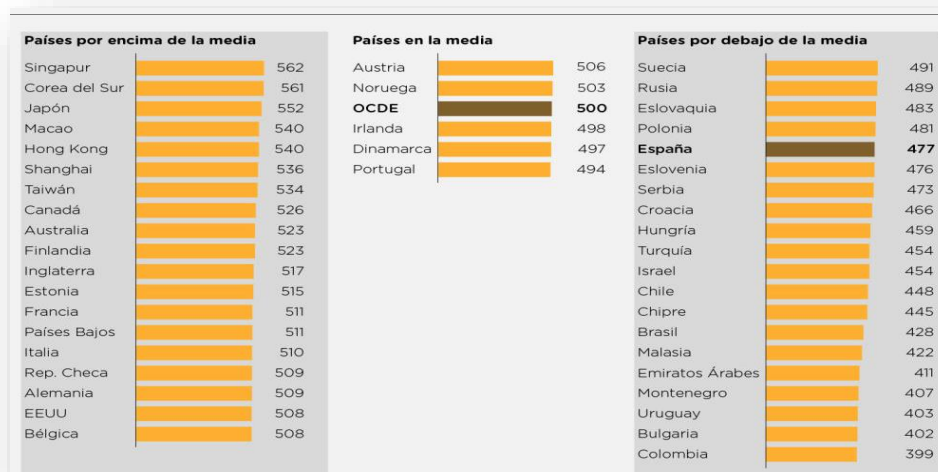 Países por encima de la media
Singapur 562
Corea del Sur 561
Japón 552
Macao 540
Hong Kong 540
Shanghai 536
Taiwán 534
Canadá 526
Australia 523
Finlandia 523
Inglaterra 517
Estonia 515
Francia 511
Países Bajos 511
Italia 510
Rep. Checa 509
Alemania 509
EEUU 508
Bélgica 508
Países en la media
Austria 506
Noruega 503
OCDE 500
Irlanda 498
Dinamarca 497
Portugal 494
Países por debajo de la media
Suecia 491
Rusia 489
Eslovaquia 483
Polonia 481
España 477
Eslovenia 476
Serbia 473
Croacia 466
Hungría 459
Turquía 454
Israel 454
Chile 448
Chipre 445
Brasil 428
Malasia 422
Emiratos Árabes 411
Montenegro 407
Uruguay 403
Bulgaria 402
Colombia 399